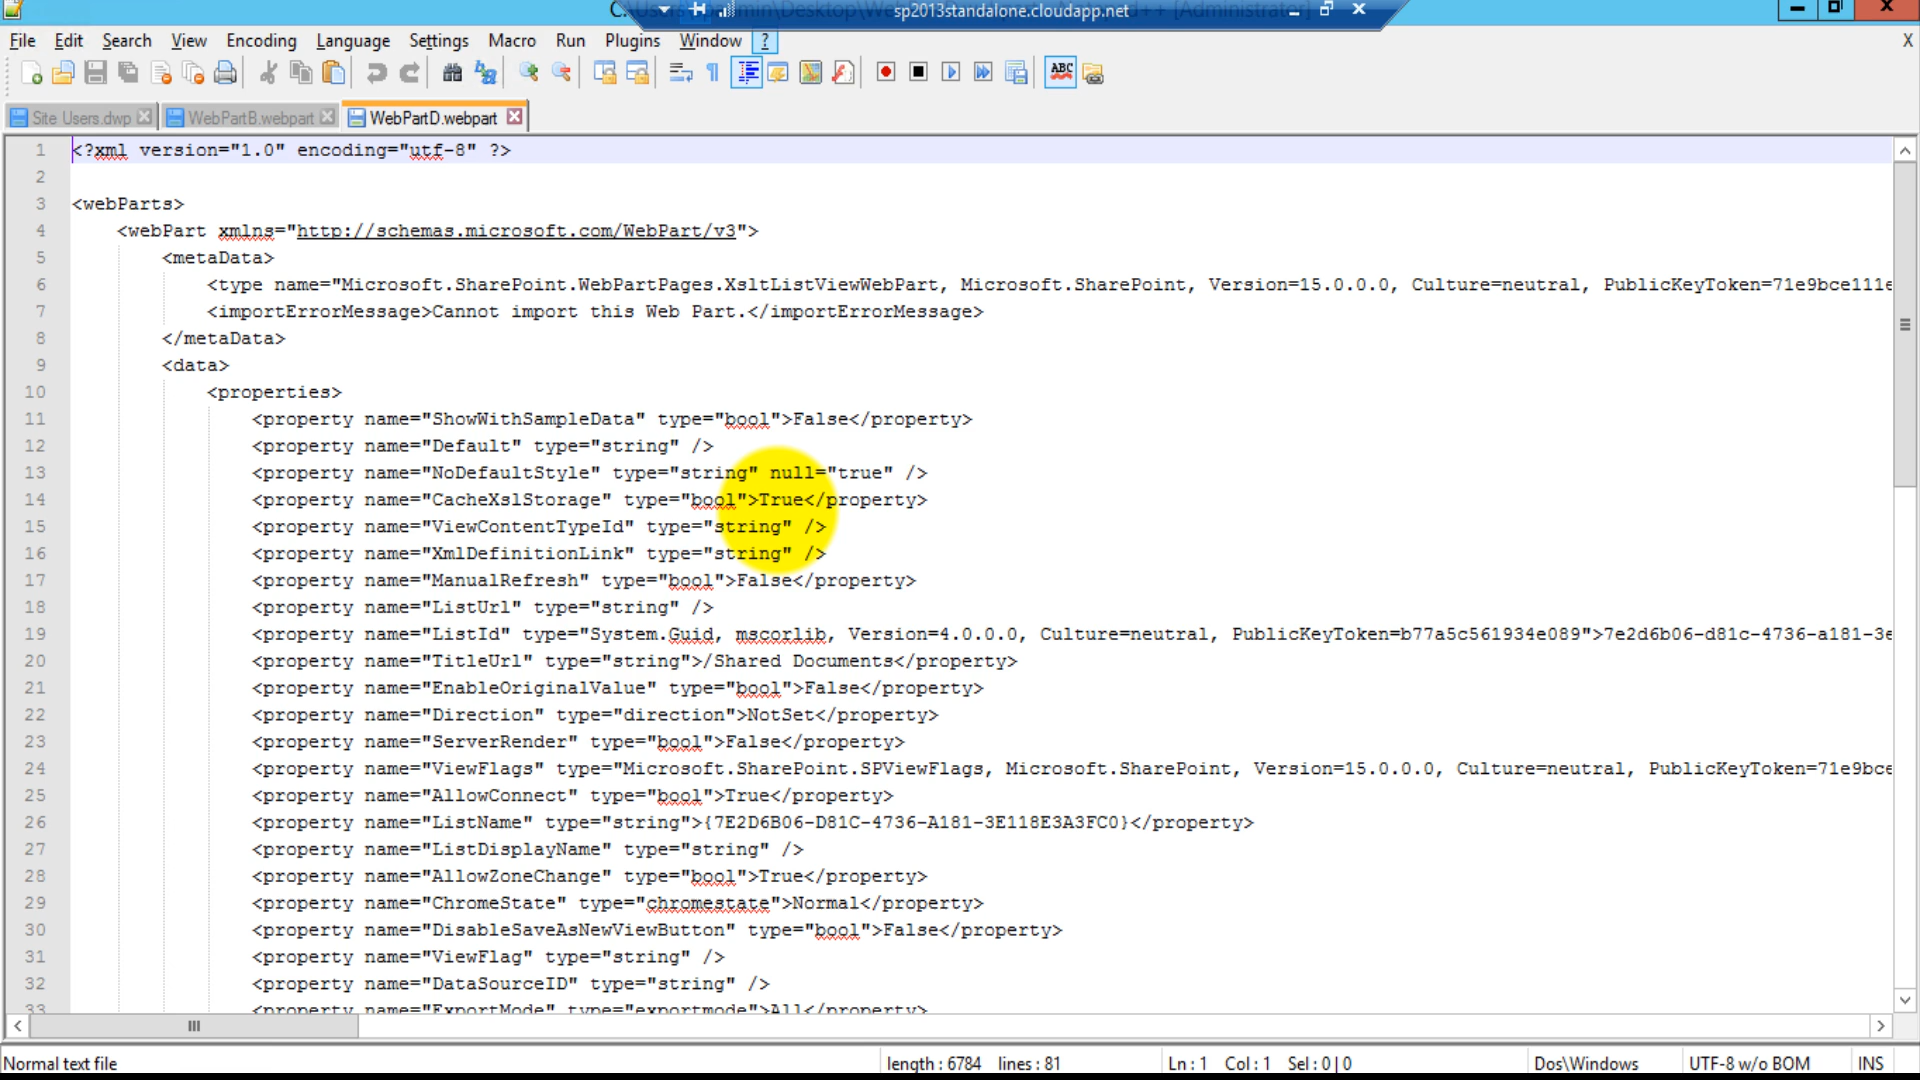 sp2013standalone.cloudapp.net
File Edit Search View Encoding Language Settings Macro Run Plugins Window ? X
Site Users.dwp WebPartB.webpart WebPartD.webpart
1 <?xml version="1.0" encoding="utf-8" ?>
2
3 <webParts>
4 <webPart xmlns="http://schemas.microsoft.com/WebPart/v3">
5 <metaData>
6 <type name="Microsoft.SharePoint.WebPartPages.XsltListViewWebPart, Microsoft.SharePoint, Version=15.0.0.0, Culture=neutral, PublicKeyToken=71e9bce111e
7 <importErrorMessage>Cannot import this Web Part.</importErrorMessage>
8 </metaData>
9 <data>
10 <properties>
11 <property name="ShowWithSampleData" type="bool">False</property>
12 <property name="Default" type="string" />
13 <property name="NoDefaultStyle" type="string" null="true" />
14 <property name="CacheXslStorage" type="bool">True</property>
15 <property name="ViewContentTypeId" type="string" />
16 <property name="XmlDefinitionLink" type="string" />
17 <property name="ManualRefresh" type="bool">False</property>
18 <property name="ListUrl" type="string" />
19 <property name="ListId" type="System.Guid, mscorlib, Version=4.0.0.0, Culture=neutral, PublicKeyToken=b77a5c561934e089">7e2d6b06-d81c-4736-a181-3e
20 <property name="TitleUrl" type="string">/Shared Documents</property>
21 <property name="EnableOriginalValue" type="bool">False</property>
22 <property name="Direction" type="direction">NotSet</property>
23 <property name="ServerRender" type="bool">False</property>
24 <property name="ViewFlags" type="Microsoft.SharePoint.SPViewFlags, Microsoft.SharePoint, Version=15.0.0.0, Culture=neutral, PublicKeyToken=71e9bce
25 <property name="AllowConnect" type="bool">True</property>
26 <property name="ListName" type="string">{7E2D6B06-D81C-4736-A181-3E118E3A3FC0}</property>
27 <property name="ListDisplayName" type="string" />
28 <property name="AllowZoneChange" type="bool">True</property>
29 <property name="ChromeState" type="chromestate">Normal</property>
30 <property name="DisableSaveAsNewViewButton" type="bool">False</property>
31 <property name="ViewFlag" type="string" />
32 <property name="DataSourceID" type="string" />
33 <property name="ExportMode" type="exportmode">All</property>
Normal text file length : 6784 lines : 81 Ln : 1 Col : 1 Sel : 0 | 0 Dos\Windows UTF-8 w/o BOM INS